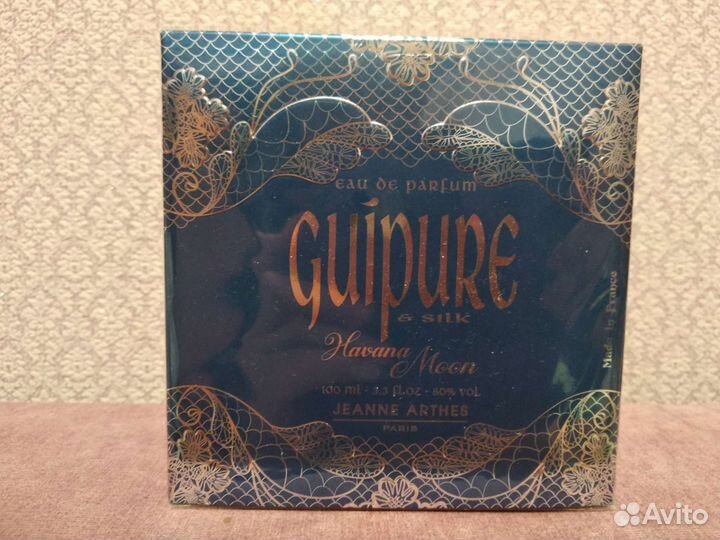 eau de parfum
Guipure
& SILK
Havana Moon
100 ml - 3.3 fl.oz - 80% vol.
JEANNE ARTHES
PARIS
Made by France
Avito